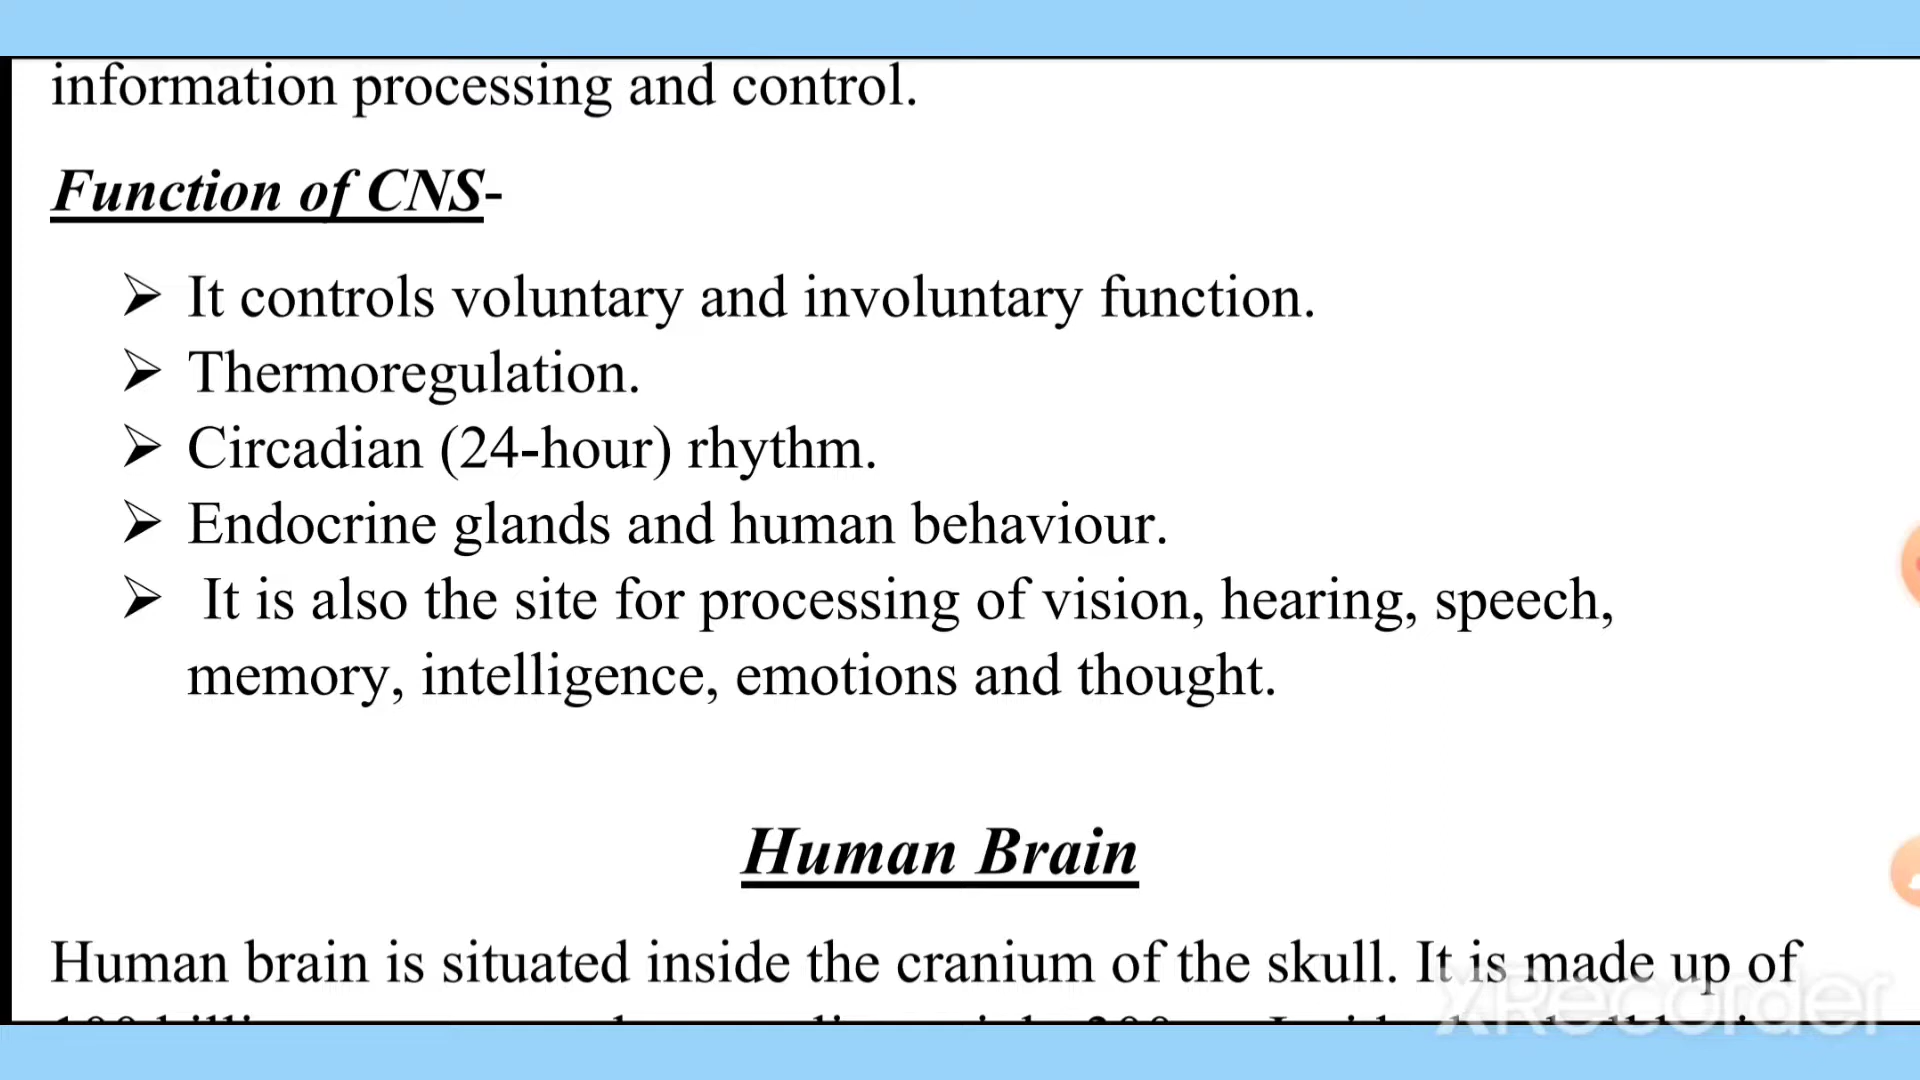 information processing and control.
Function of CNS-
➢ It controls voluntary and involuntary function.
➢ Thermoregulation.
➢ Circadian (24-hour) rhythm.
➢ Endocrine glands and human behaviour.
➢ It is also the site for processing of vision, hearing, speech,
memory, intelligence, emotions and thought.
Human Brain
Human brain is situated inside the cranium of the skull. It is made up of
XRecorder